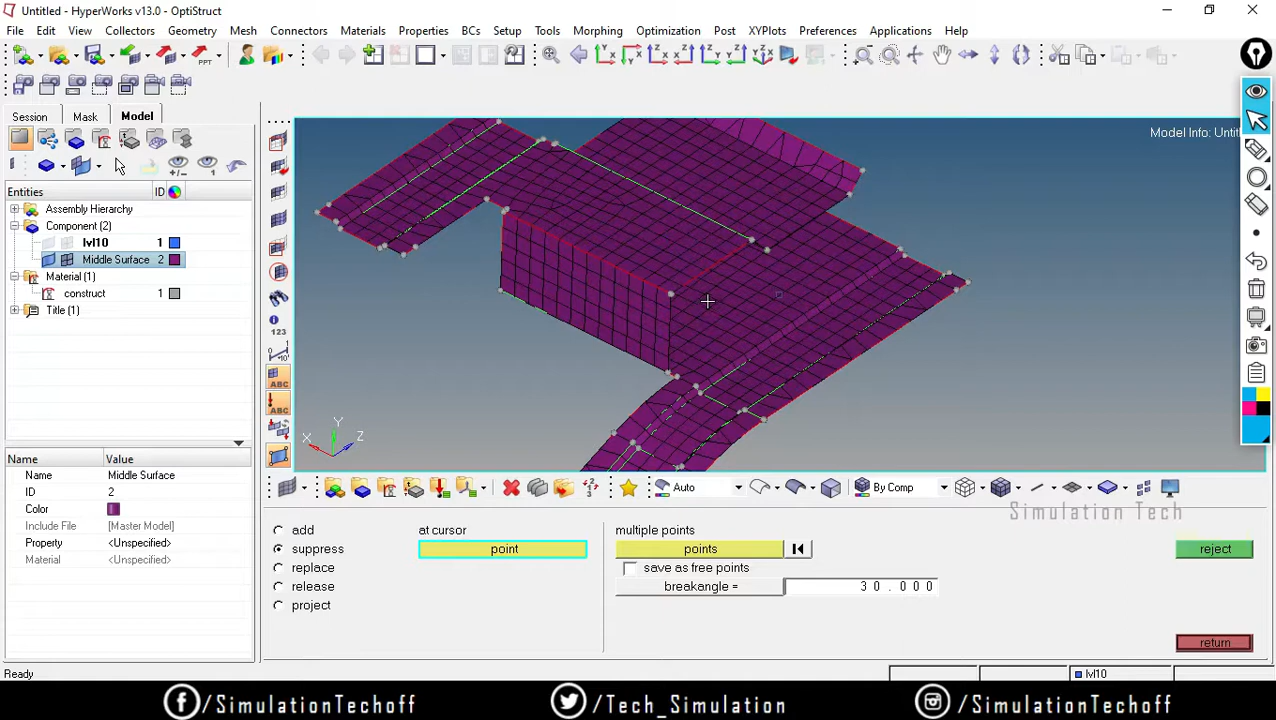 Untitled - HyperWorks v13.0 - OptiStruct
File Edit View Collectors Geometry Mesh Connectors Materials Properties BCs Setup Tools Morphing Optimization Post XYPlots Preferences Applications Help
Session Mask Model
Entities ID
Assembly Hierarchy
Component (2)
lvl10 1
Middle Surface 2
Material (1)
construct 1
Title (1)
Name Value
Name Middle Surface
ID 2
Color
Include File [Master Model]
Property <Unspecified>
Material <Unspecified>
Model Info: Untit
123
ABC
ABC
X Y Z
Auto By Comp
Simulation Tech
add
suppress
replace
release
project
at cursor
point
multiple points
points
save as free points
breakangle = 30.000
reject
return
Ready
lvl10
/SimulationTechoff /Tech_Simulation /SimulationTechoff